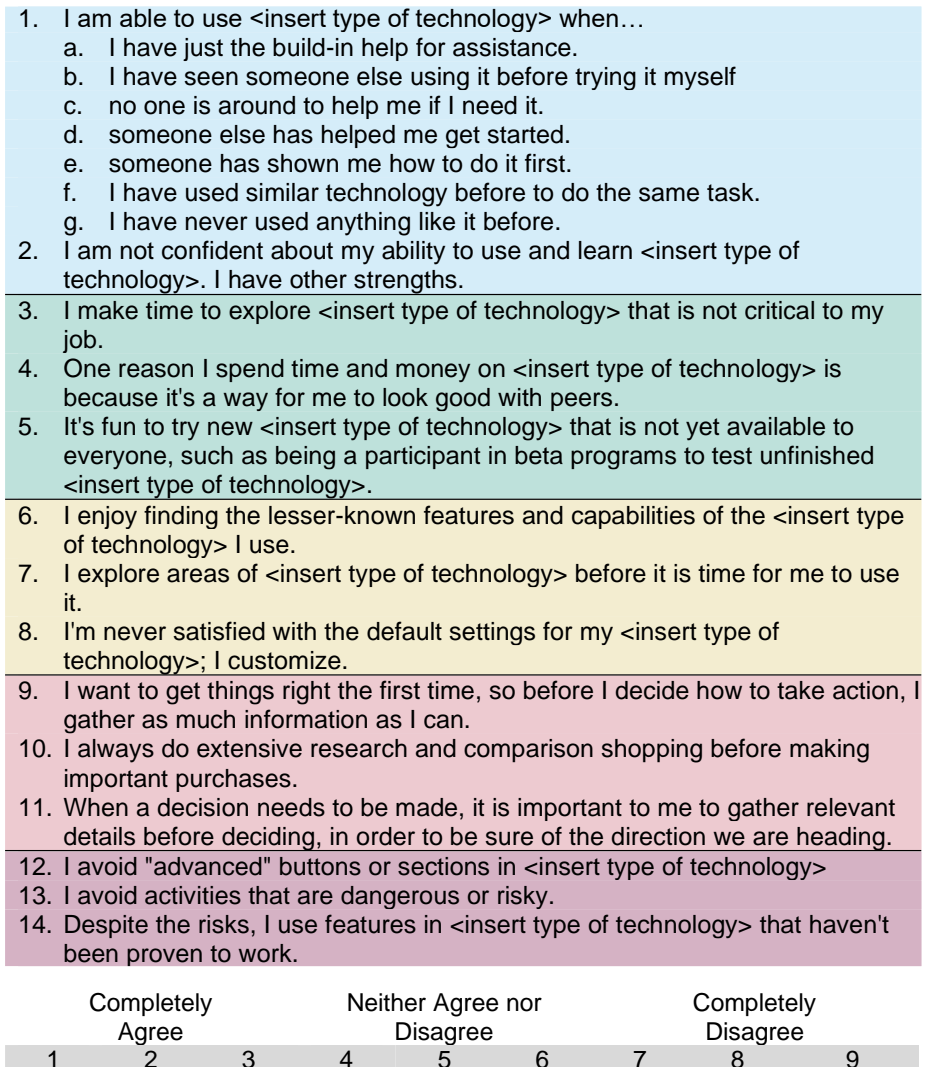 1. I am able to use <insert type of technology> when…
a. I have just the build-in help for assistance.
b. I have seen someone else using it before trying it myself
c. no one is around to help me if I need it.
d. someone else has helped me get started.
e. someone has shown me how to do it first.
f. I have used similar technology before to do the same task.
g. I have never used anything like it before.
2. I am not confident about my ability to use and learn <insert type of
technology>. I have other strengths.
3. I make time to explore <insert type of technology> that is not critical to my
job.
4. One reason I spend time and money on <insert type of technology> is
because it's a way for me to look good with peers.
5. It's fun to try new <insert type of technology> that is not yet available to
everyone, such as being a participant in beta programs to test unfinished
<insert type of technology>.
6. I enjoy finding the lesser-known features and capabilities of the <insert type
of technology> I use.
7. I explore areas of <insert type of technology> before it is time for me to use
it.
8. I'm never satisfied with the default settings for my <insert type of
technology>; I customize.
9. I want to get things right the first time, so before I decide how to take action, I
gather as much information as I can.
10. I always do extensive research and comparison shopping before making
important purchases.
11. When a decision needs to be made, it is important to me to gather relevant
details before deciding, in order to be sure of the direction we are heading.
12. I avoid "advanced" buttons or sections in <insert type of technology>
13. I avoid activities that are dangerous or risky.
14. Despite the risks, I use features in <insert type of technology> that haven't
been proven to work.
Completely Neither Agree nor Completely
Agree Disagree Disagree
1 2 3 4 5 6 7 8 9